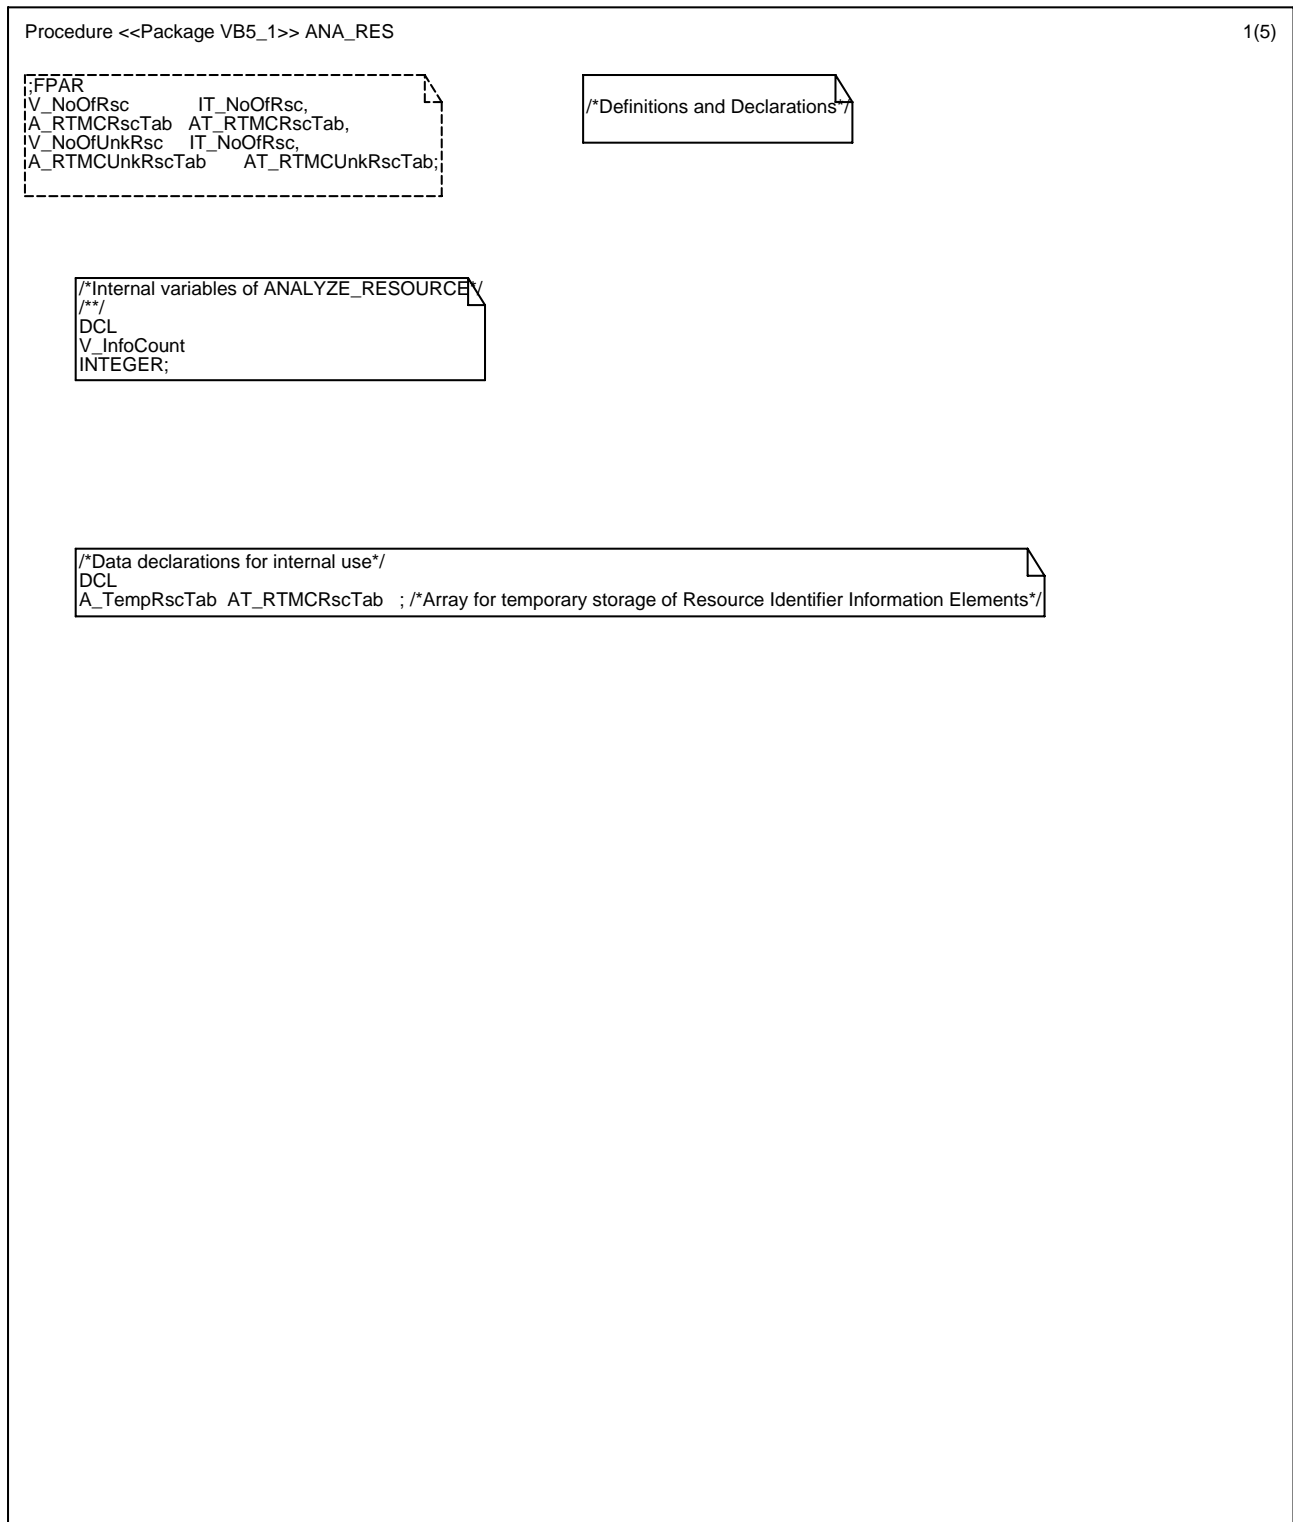 Procedure <<Package VB5_1>> ANA_RES 1(5)
;FPAR
V_NoOfRsc IT_NoOfRsc,
A_RTMCRscTab AT_RTMCRscTab,
V_NoOfUnkRsc IT_NoOfRsc,
A_RTMCUnkRscTab AT_RTMCUnkRscTab;
/*Definitions and Declarations*/
/*Internal variables of ANALYZE_RESOURCE*/
/**/
DCL
V_InfoCount
INTEGER;
/*Data declarations for internal use*/
DCL
A_TempRscTab AT_RTMCRscTab ; /*Array for temporary storage of Resource Identifier Information Elements*/